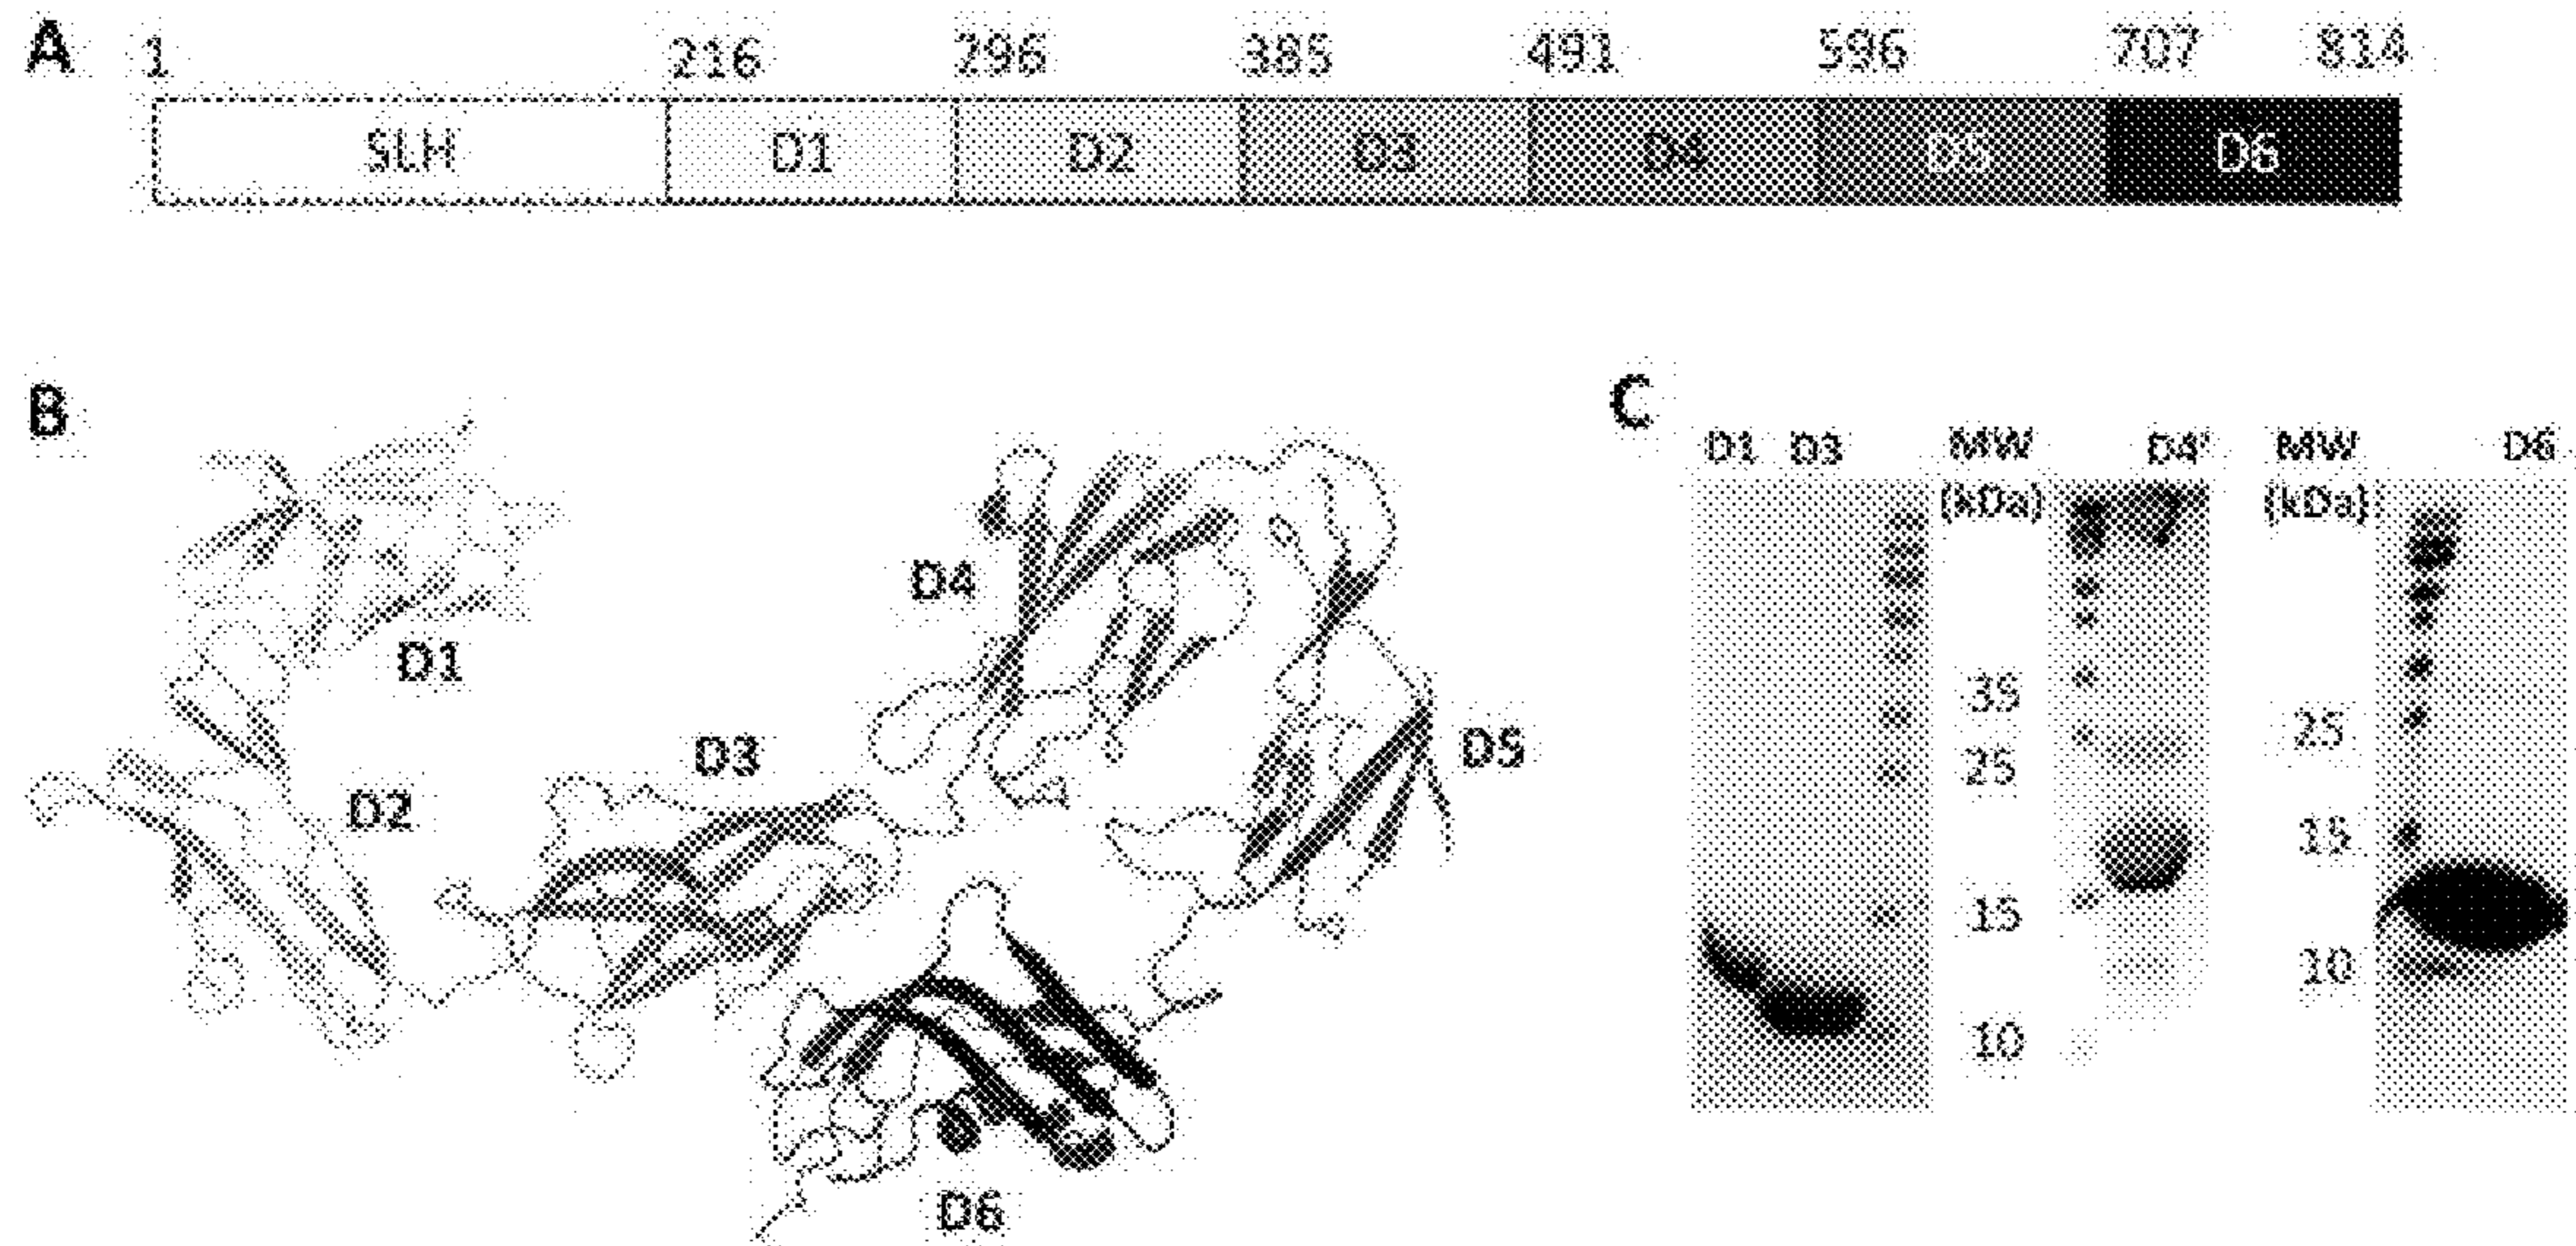 A
1 216 296 385 491 596 707 814
SLH D1 D2 D3 D4 D5 D6
B
D1
D2
D3
D4
D5
D6
C
D1 D3 MW (kDa) D4' MW (kDa) D6
35
25
15
10
25
15
10